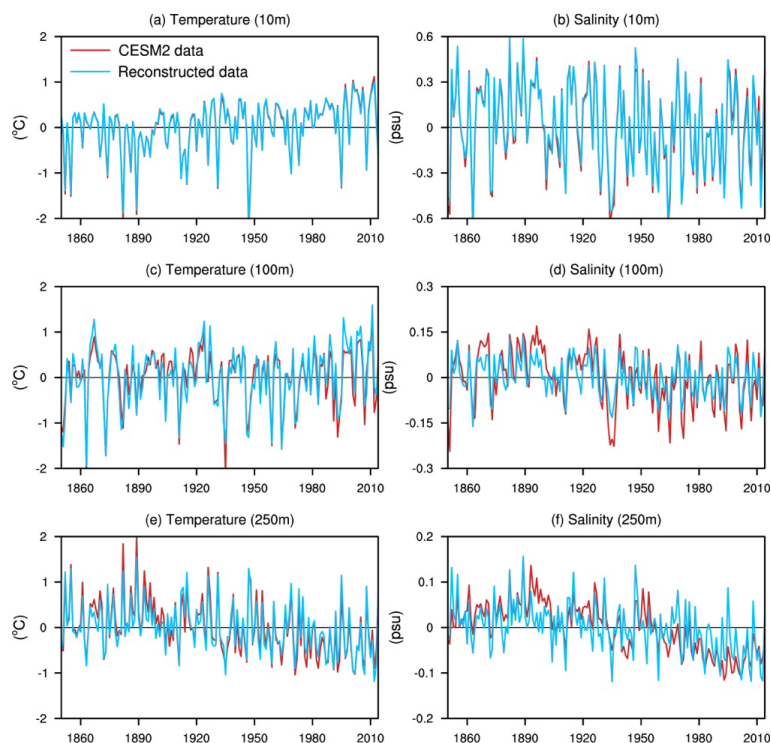 (a) Temperature (10m)
(b) Salinity (10m)
2
1
0
-1
-2
(°C)
CESM2 data
Reconstructed data
1860 1890 1920 1950 1980 2010
0.6
0.3
0
-0.3
-0.6
(psu)
1860 1890 1920 1950 1980 2010
(c) Temperature (100m)
(d) Salinity (100m)
2
1
0
-1
-2
(°C)
1860 1890 1920 1950 1980 2010
0.3
0.15
0
-0.15
-0.3
(psu)
1860 1890 1920 1950 1980 2010
(e) Temperature (250m)
(f) Salinity (250m)
2
1
0
-1
-2
(°C)
1860 1890 1920 1950 1980 2010
0.2
0.1
0
-0.1
-0.2
(psu)
1860 1890 1920 1950 1980 2010